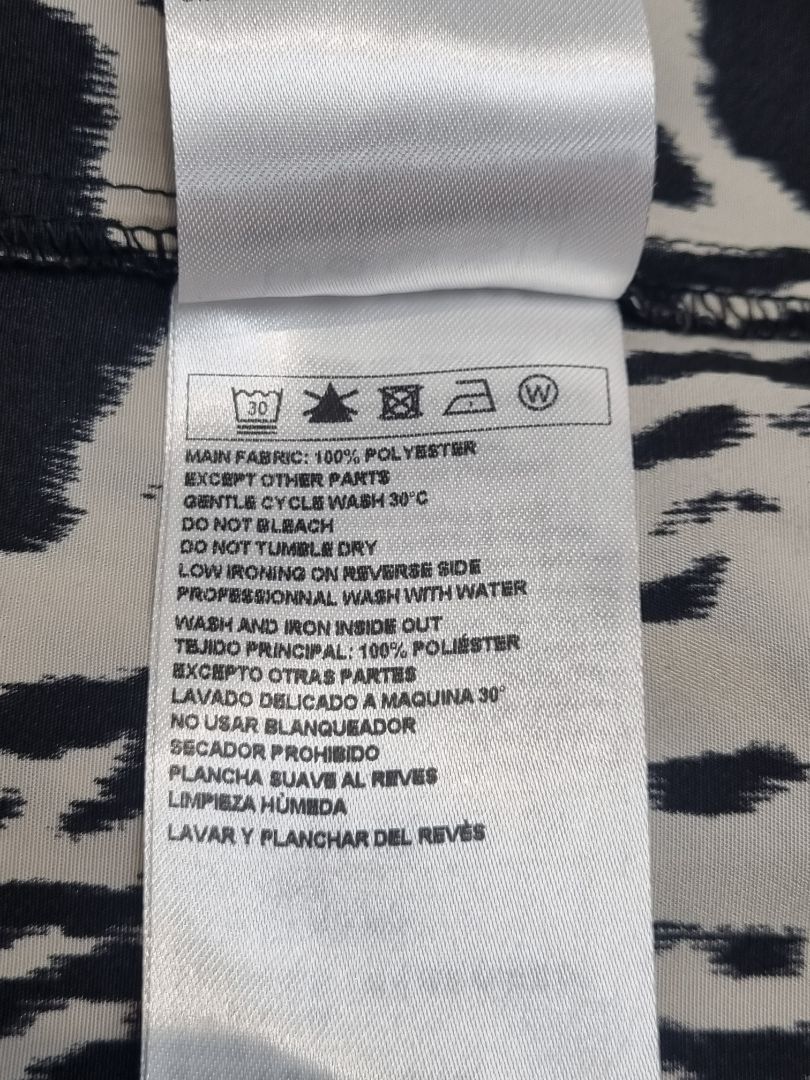 30 W
MAIN FABRIC: 100% POLYESTER
EXCEPT OTHER PARTS
GENTLE CYCLE WASH 30°C
DO NOT BLEACH
DO NOT TUMBLE DRY
LOW IRONING ON REVERSE SIDE
PROFESSIONNAL WASH WITH WATER
WASH AND IRON INSIDE OUT
TEJIDO PRINCIPAL: 100% POLIÉSTER
EXCEPTO OTRAS PARTES
LAVADO DELICADO A MAQUINA 30°
NO USAR BLANQUEADOR
SECADOR PROHIBIDO
PLANCHA SUAVE AL REVES
LIMPIEZA HÙMEDA
LAVAR Y PLANCHAR DEL REVÉS